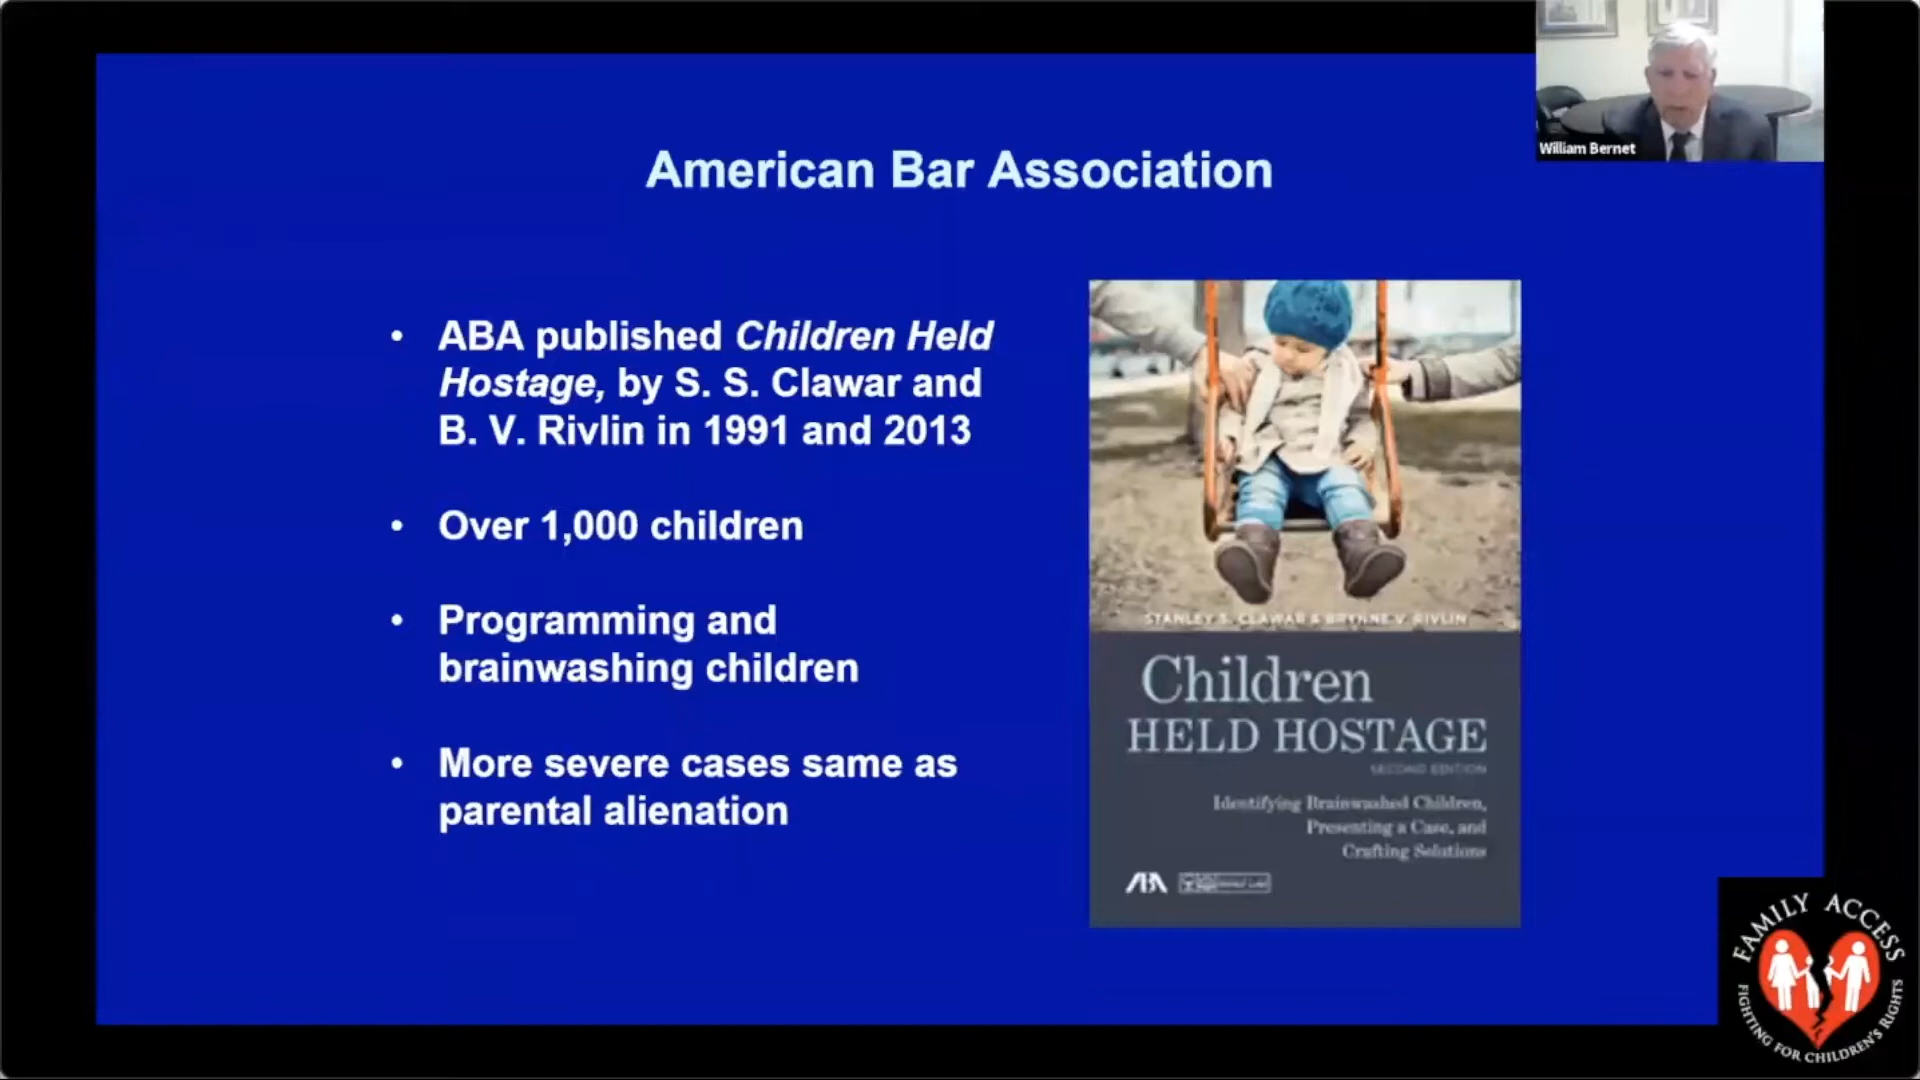 William Bernet
American Bar Association
• ABA published Children Held
Hostage, by S. S. Clawar and
B. V. Rivlin in 1991 and 2013
• Over 1,000 children
• Programming and
brainwashing children
• More severe cases same as
parental alienation
STANLEY S. CLAWAR & BRYNNE V. RIVLIN
Children
HELD HOSTAGE
SECOND EDITION
Identifying Brainwashed Children,
Presenting a Case, and
Crafting Solutions
ABA
FAMILY ACCESS
FIGHTING FOR CHILDREN'S RIGHTS